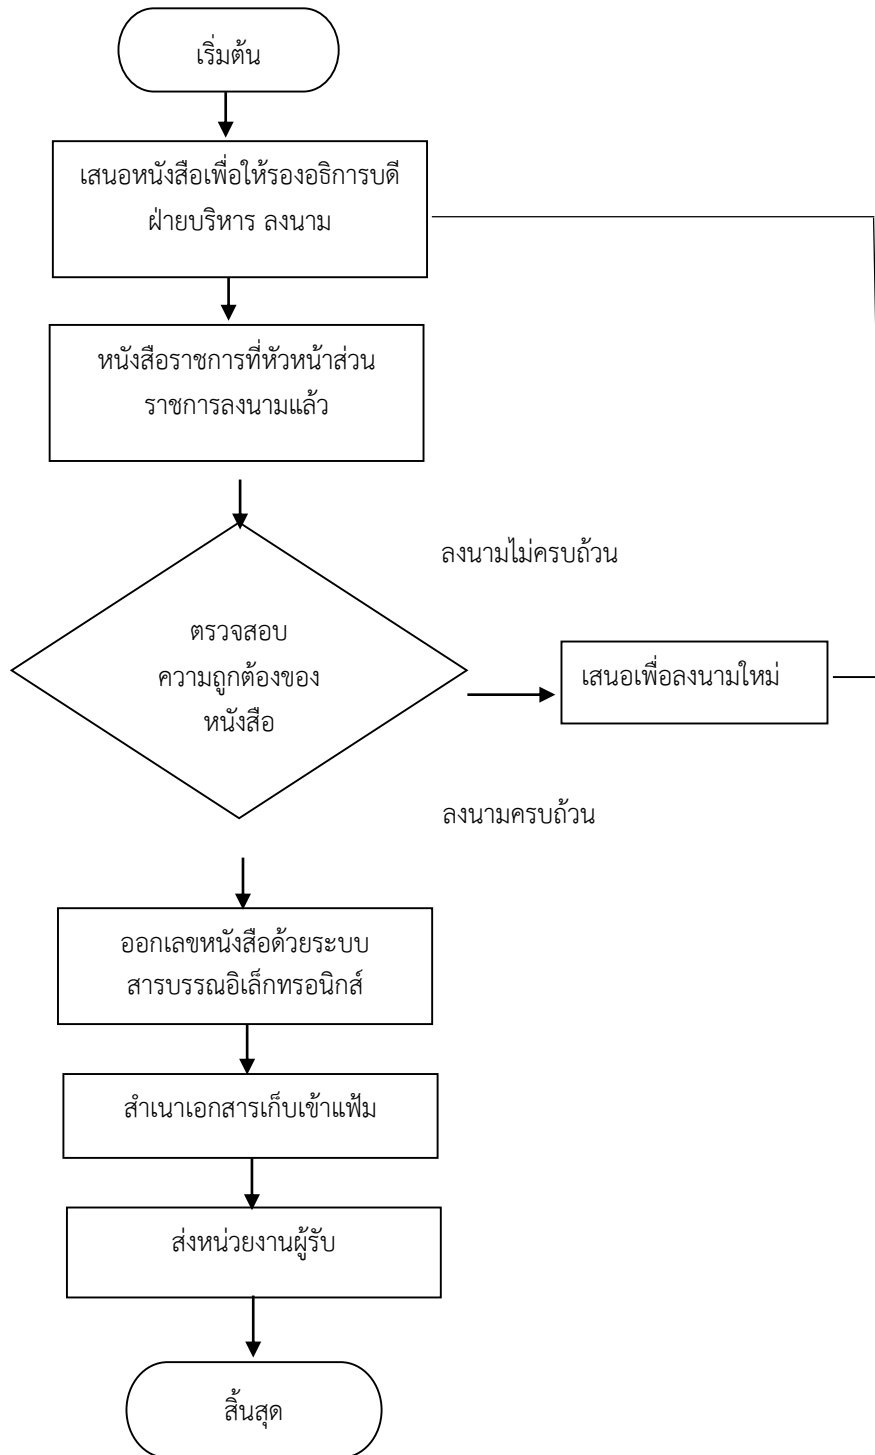 เริ่มต้น
เสนอหนังสือเพื่อให้รองอธิการบดี
ฝ่ายบริหาร ลงนาม
หนังสือราชการที่หัวหน้าส่วน
ราชการลงนามแล้ว
ลงนามไม่ครบถ้วน
ตรวจสอบ
ความถูกต้องของ
หนังสือ
เสนอเพื่อลงนามใหม่
ลงนามครบถ้วน
ออกเลขหนังสือด้วยระบบ
สารบรรณอิเล็กทรอนิกส์
สำเนาเอกสารเก็บเข้าแฟ้ม
ส่งหน่วยงานผู้รับ
สิ้นสุด